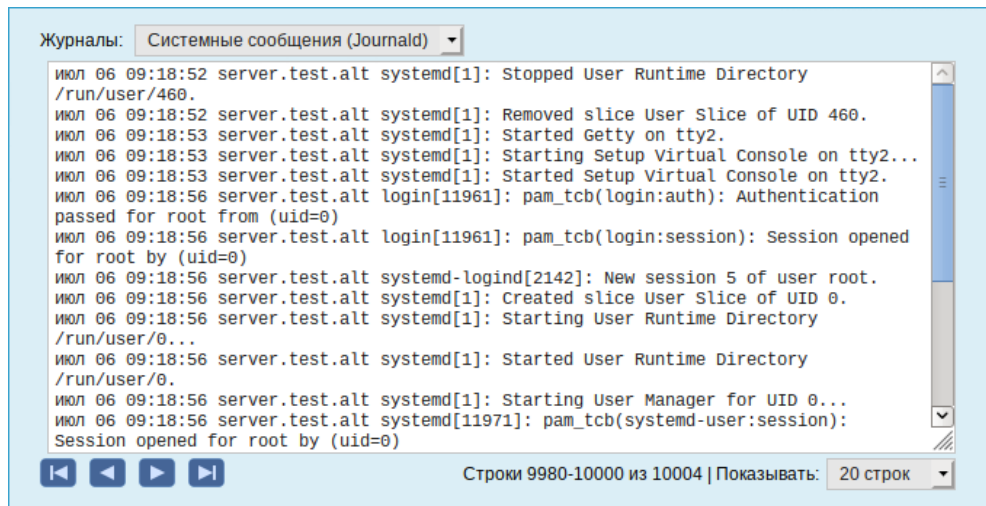 Журналы: Системные сообщения (Journald)
июл 06 09:18:52 server.test.alt systemd[1]: Stopped User Runtime Directory
/run/user/460.
июл 06 09:18:52 server.test.alt systemd[1]: Removed slice User Slice of UID 460.
июл 06 09:18:53 server.test.alt systemd[1]: Started Getty on tty2.
июл 06 09:18:53 server.test.alt systemd[1]: Starting Setup Virtual Console on tty2...
июл 06 09:18:53 server.test.alt systemd[1]: Started Setup Virtual Console on tty2.
июл 06 09:18:56 server.test.alt login[11961]: pam_tcb(login:auth): Authentication
passed for root from (uid=0)
июл 06 09:18:56 server.test.alt login[11961]: pam_tcb(login:session): Session opened
for root by (uid=0)
июл 06 09:18:56 server.test.alt systemd-logind[2142]: New session 5 of user root.
июл 06 09:18:56 server.test.alt systemd[1]: Created slice User Slice of UID 0.
июл 06 09:18:56 server.test.alt systemd[1]: Starting User Runtime Directory
/run/user/0...
июл 06 09:18:56 server.test.alt systemd[1]: Started User Runtime Directory
/run/user/0.
июл 06 09:18:56 server.test.alt systemd[1]: Starting User Manager for UID 0...
июл 06 09:18:56 server.test.alt systemd[11971]: pam_tcb(systemd-user:session):
Session opened for root by (uid=0)
Строки 9980-10000 из 10004 | Показывать: 20 строк